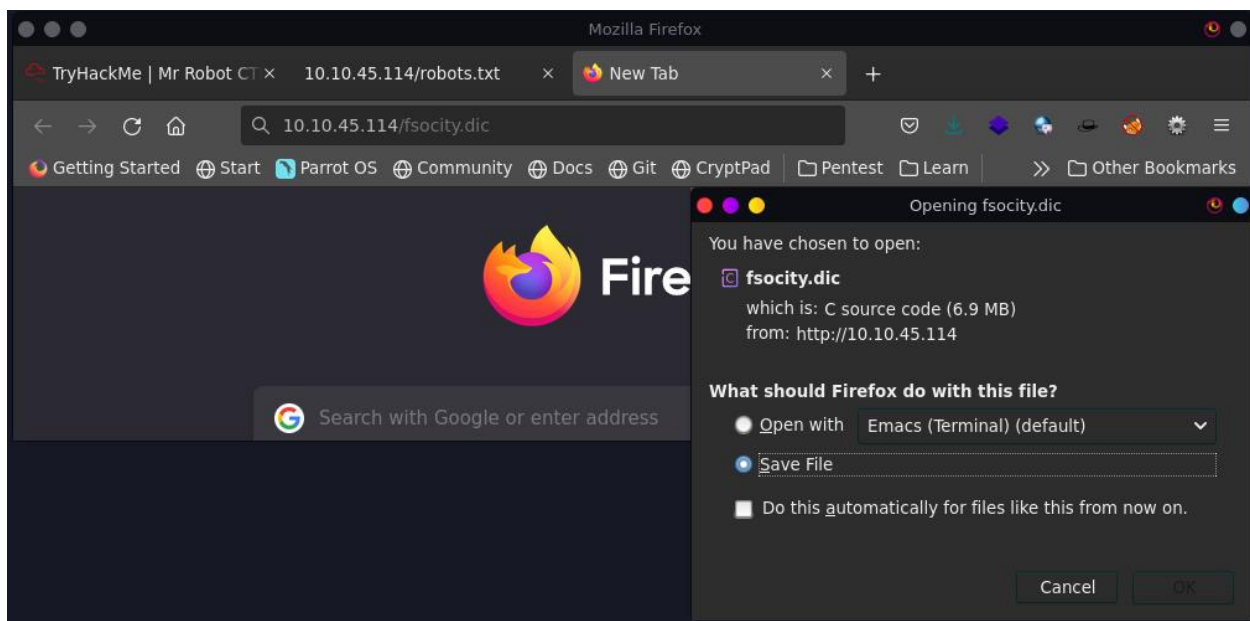 Mozilla Firefox
TryHackMe | Mr Robot CT
10.10.45.114/robots.txt
New Tab
10.10.45.114/fsocity.dic
Getting Started Start Parrot OS Community Docs Git CryptPad Pentest Learn Other Bookmarks
Fire
Search with Google or enter address
Opening fsocity.dic
You have chosen to open:
fsocity.dic
which is: C source code (6.9 MB)
from: http://10.10.45.114
What should Firefox do with this file?
Open with Emacs (Terminal) (default)
Save File
Do this automatically for files like this from now on.
Cancel OK